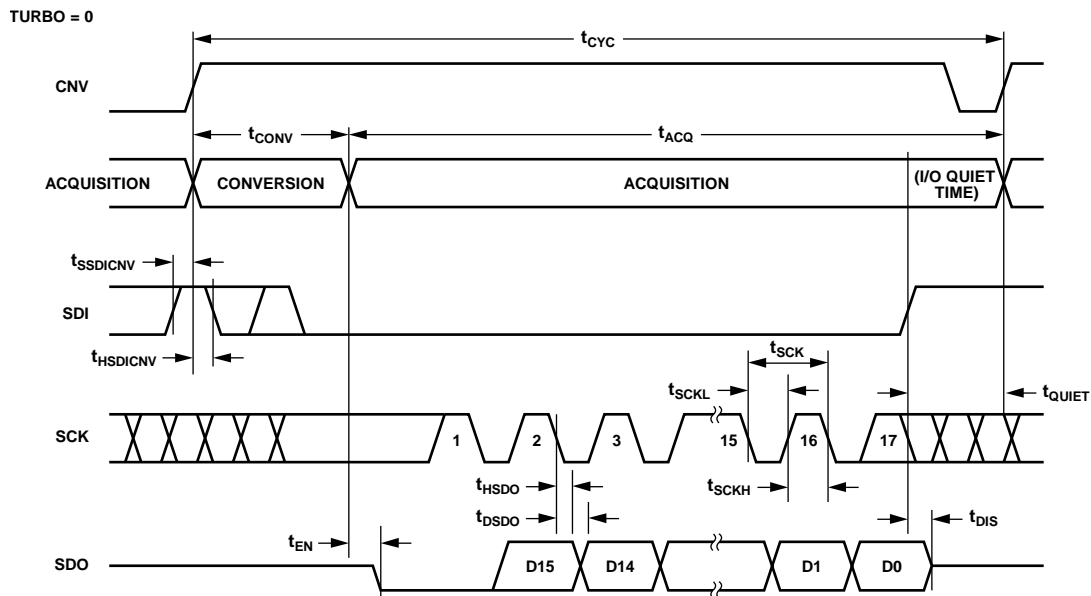 TURBO = 0
tCYC
CNV
tCONV
tACQ
ACQUISITION
CONVERSION
ACQUISITION
(I/O QUIET
TIME)
tSSDICNV
SDI
tHSDICNV
tSCK
tSCKL
tQUIET
SCK
1
2
3
15
16
17
tHSDO
tSCKH
tDSDO
tEN
tDIS
SDO
D15
D14
D1
D0